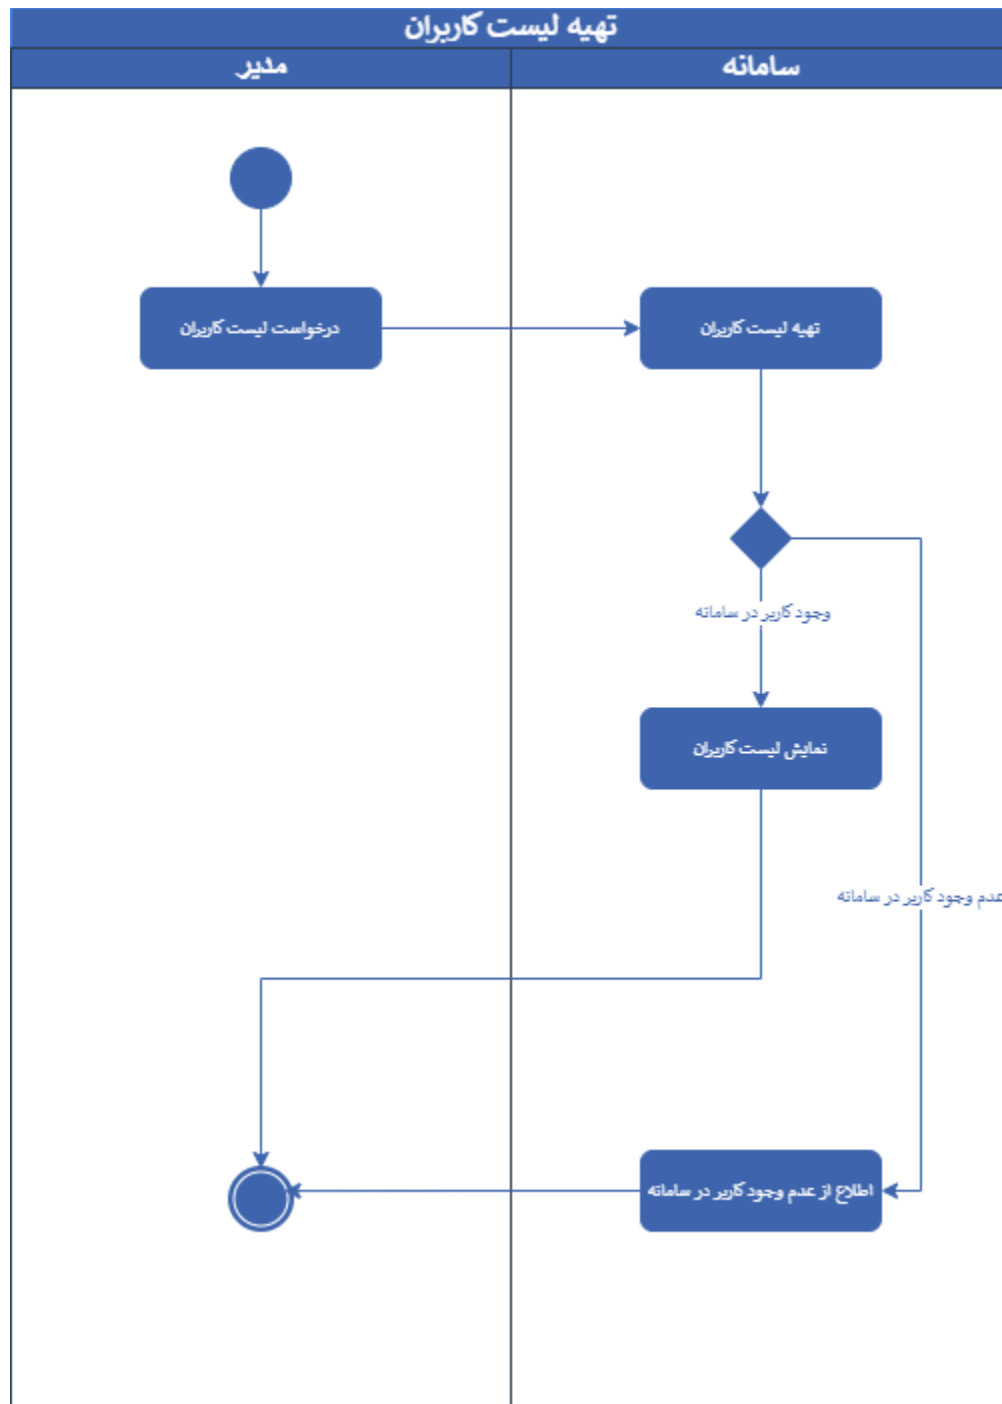 تهیه لیست کاربران
سامانه
مدیر
درخواست لیست کاربران
تهیه لیست کاربران
وجود کاربر در سامانه
نمایش لیست کاربران
عدم وجود کاربر در سامانه
اطلاع از عدم وجود کاربر در سامانه